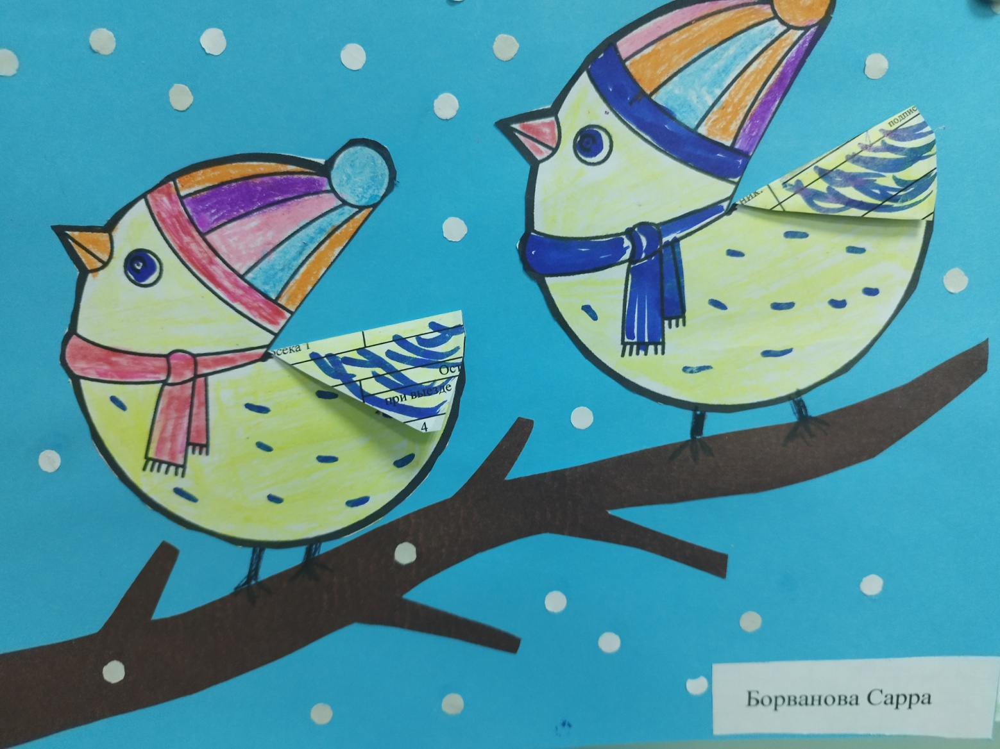 подпис
ник.
осека 1
Ост
при выезде
4
Борванова Сарра